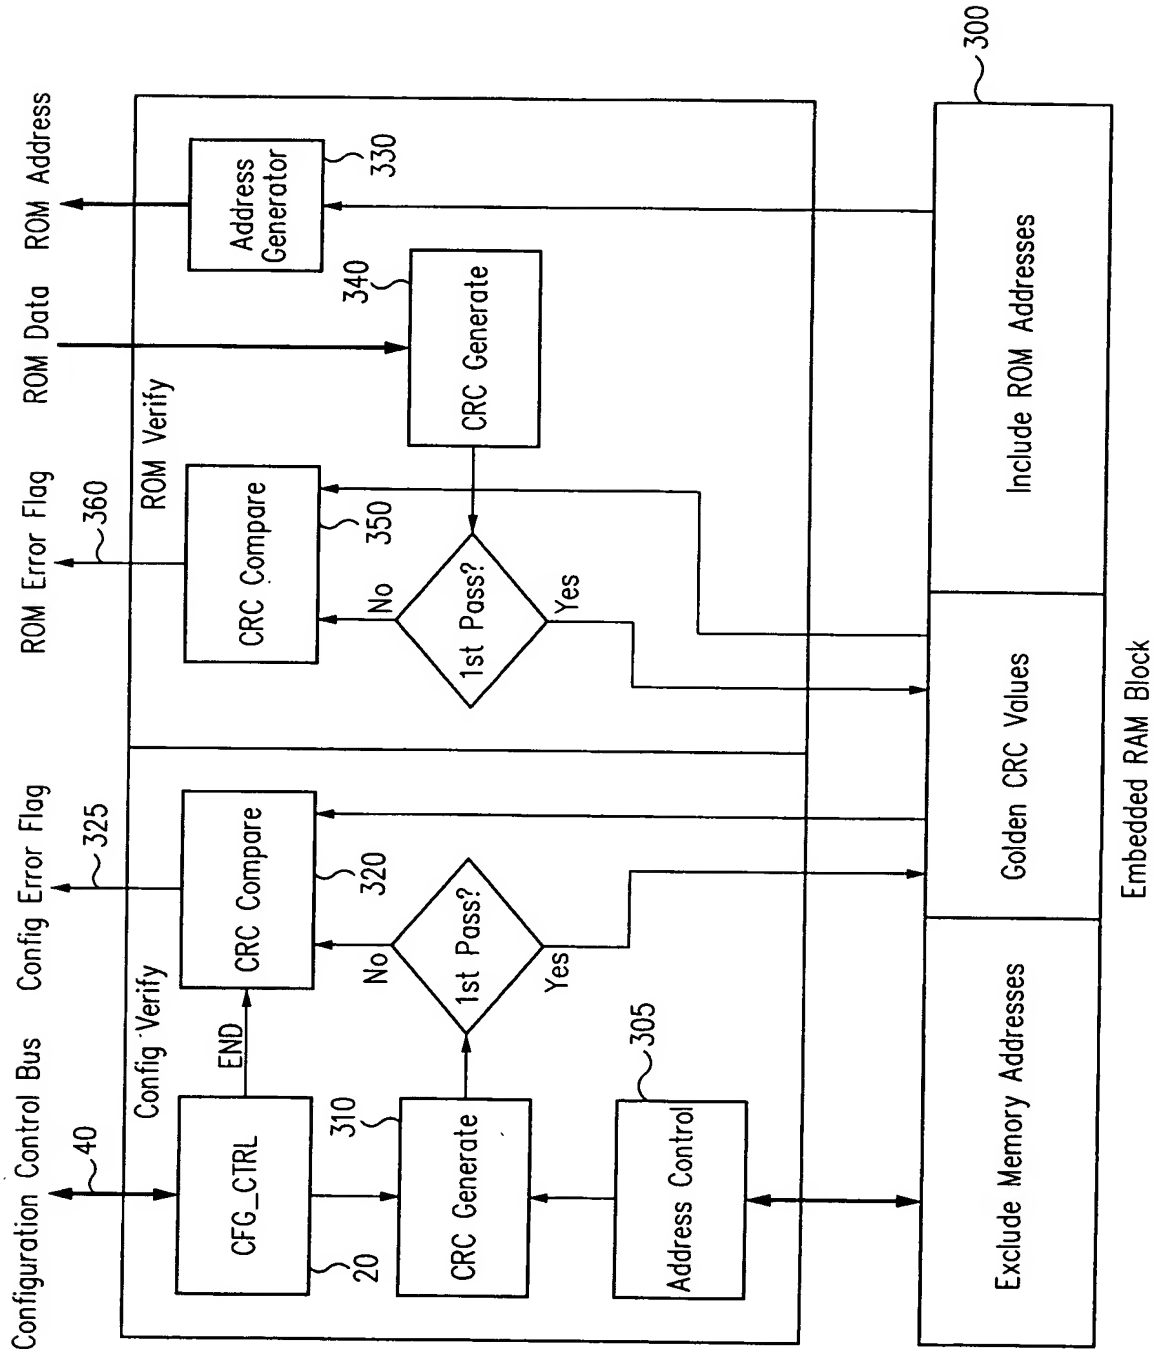 Configuration Control Bus
Config Error Flag
ROM Error Flag
ROM Data
ROM Address
40
325
360
Config Verify
ROM Verify
CFG_CTRL
20
END
CRC Compare
320
CRC Compare
350
Address
Generator
330
CRC Generate
310
1st Pass?
No
Yes
1st Pass?
No
Yes
CRC Generate
340
Address Control
305
Exclude Memory Addresses
Golden CRC Values
Include ROM Addresses
300
Embedded RAM Block